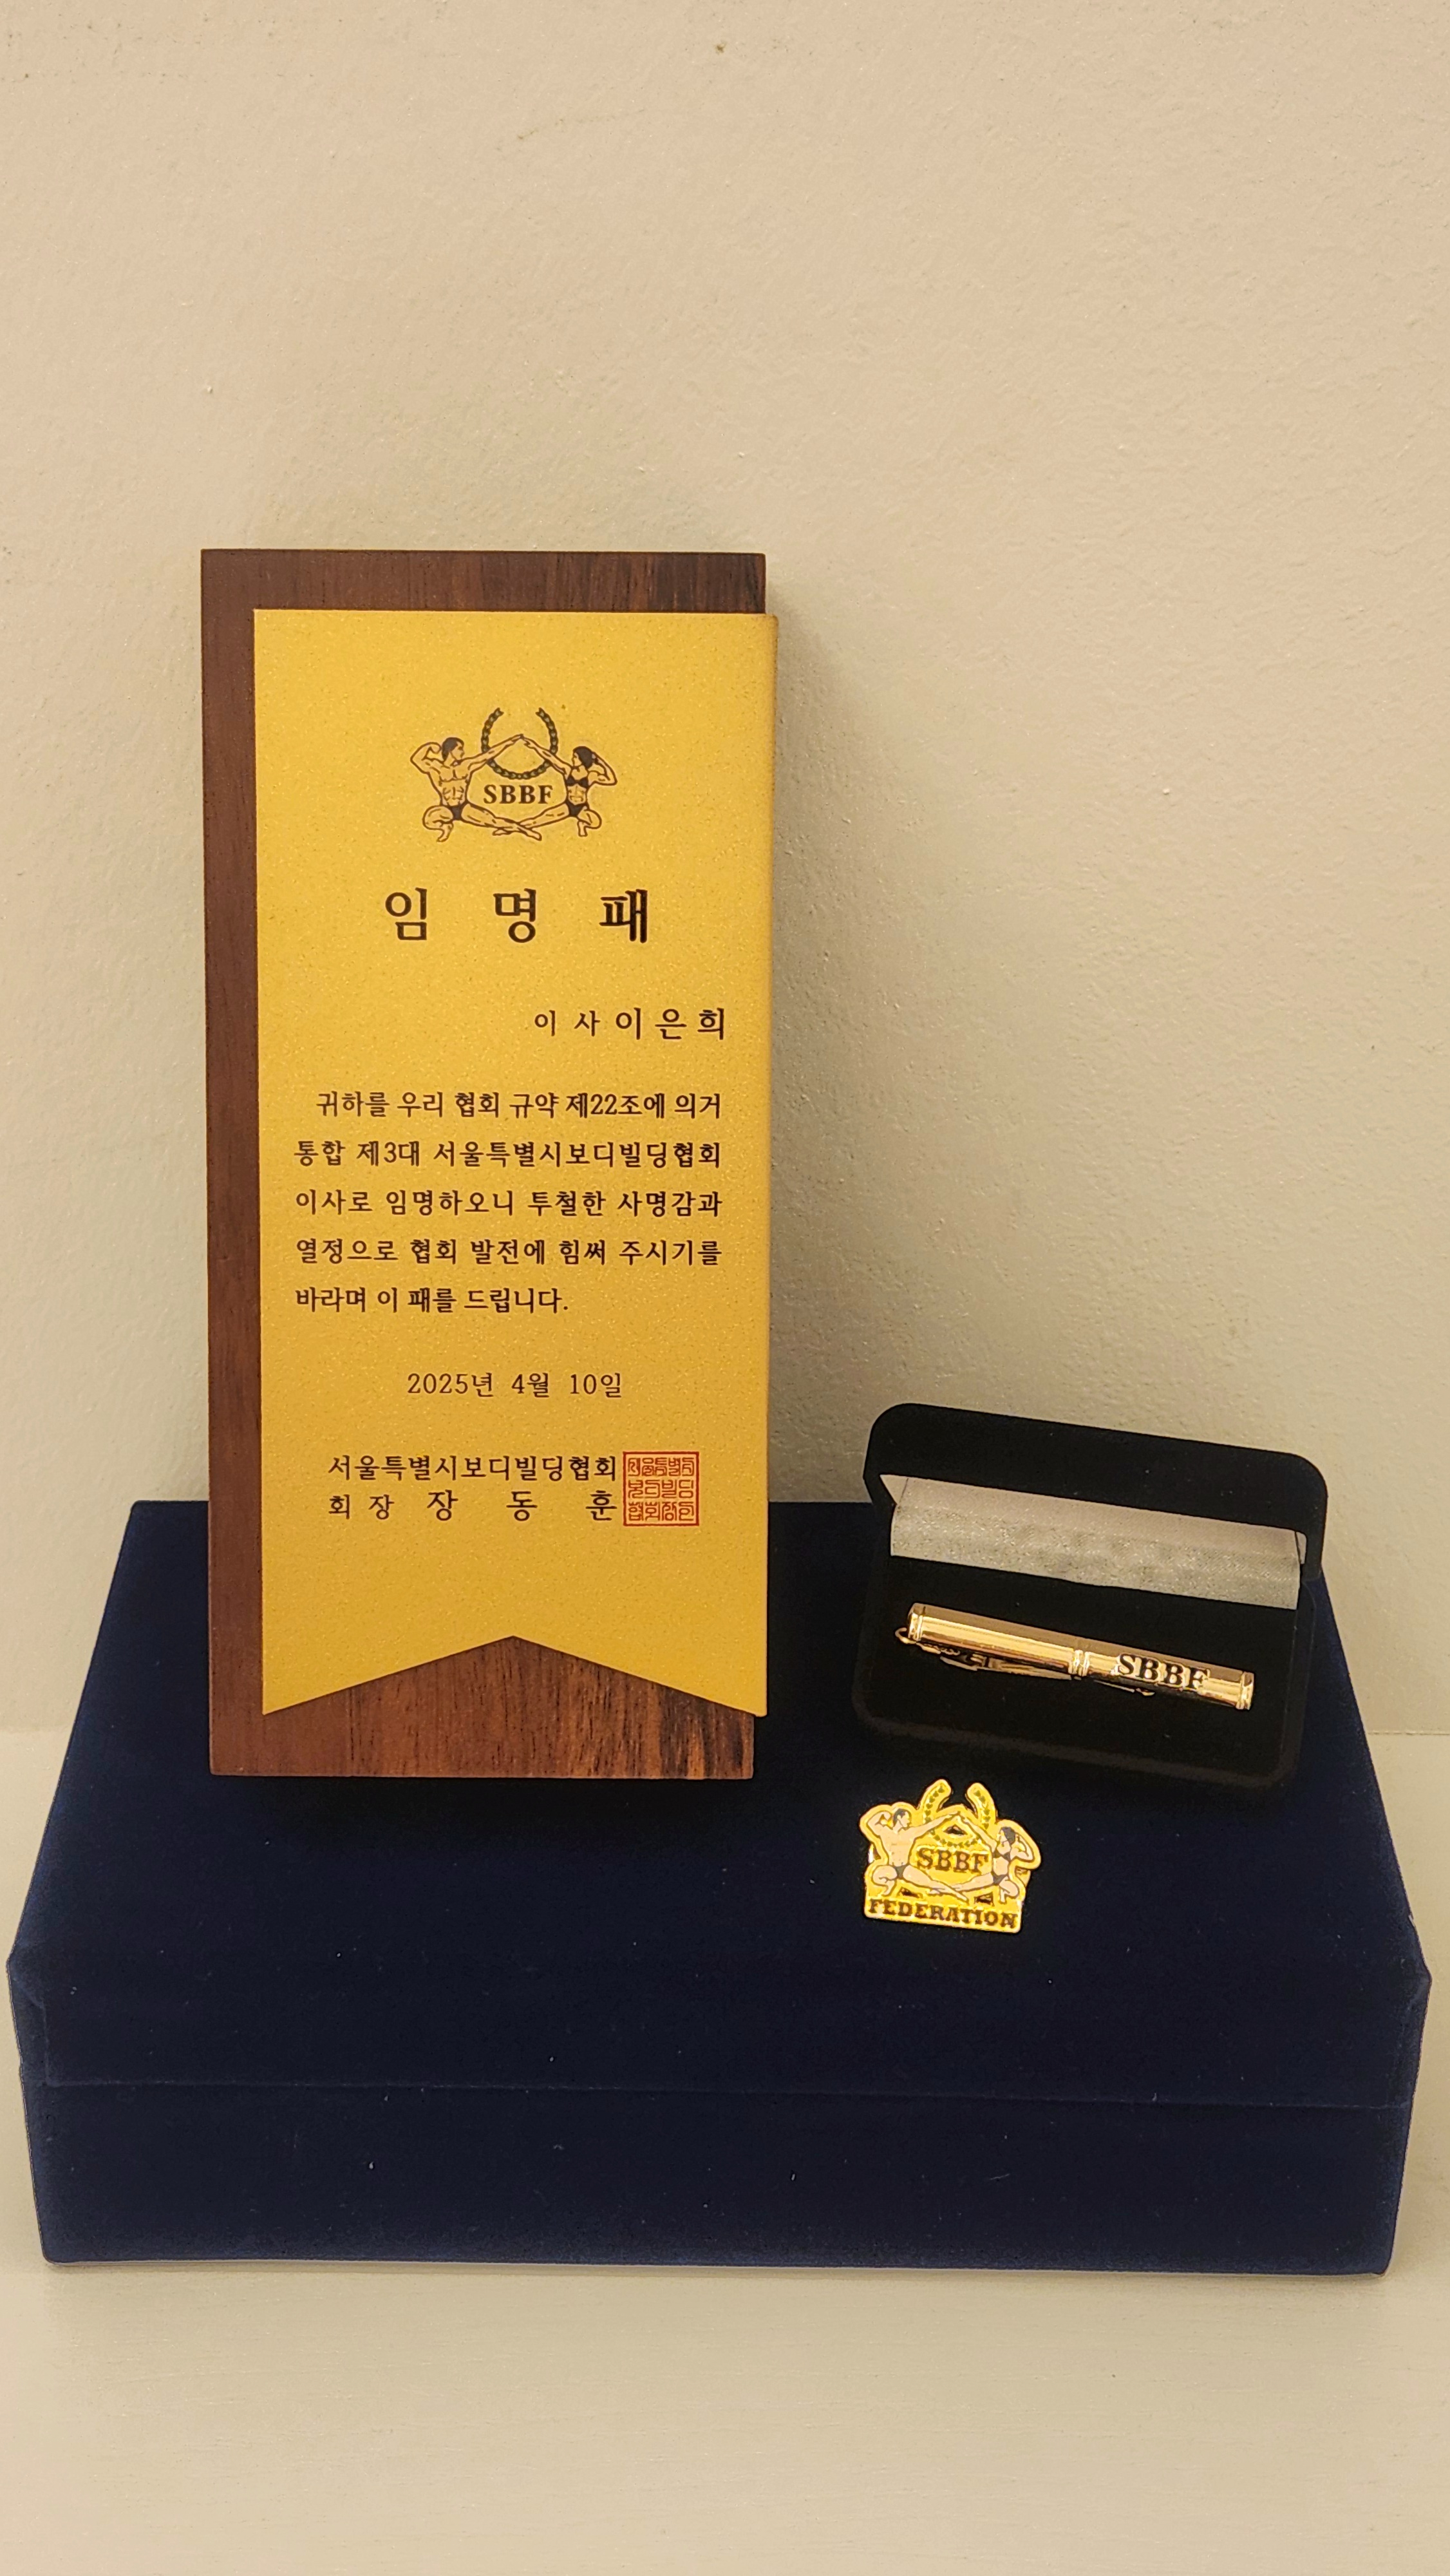 SBBF
임 명 패
이 사 이 은 희
귀하를 우리 협회 규약 제22조에 의거
통합 제3대 서울특별시보디빌딩협회
이사로 임명하오니 투철한 사명감과
열정으로 협회 발전에 힘써 주시기를
바라며 이 패를 드립니다.
2025년 4월 10일
서울특별시보디빌딩협회
회 장 장 동 훈
SBBF
SBBF
FEDERATION